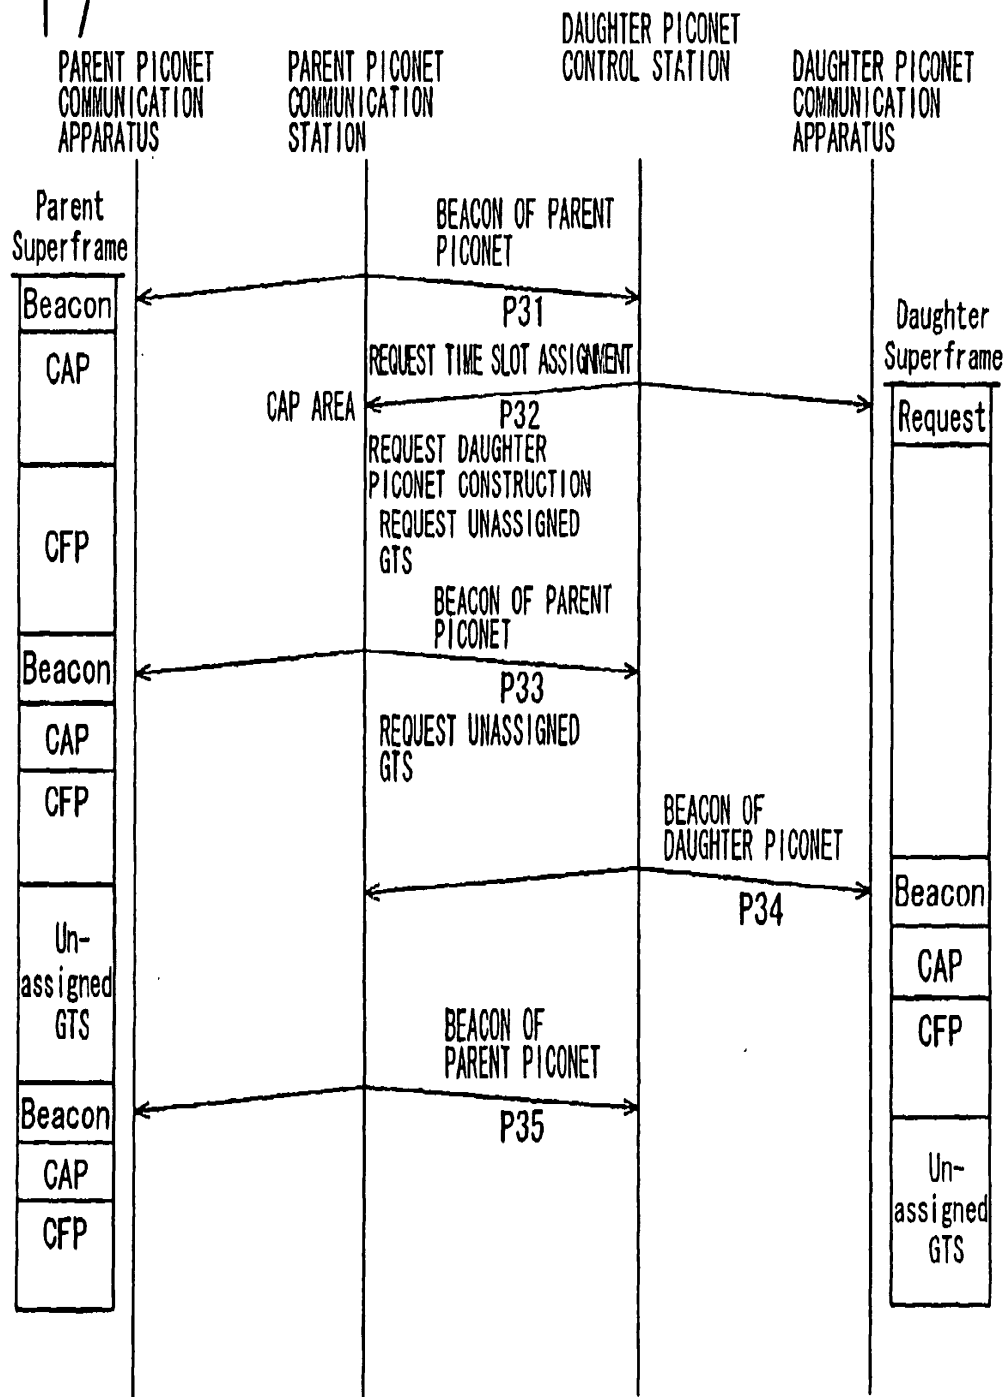 17
PARENT PICONET
COMMUNICATION
APPARATUS
PARENT PICONET
COMMUNICATION
STATION
DAUGHTER PICONET
CONTROL STATION
DAUGHTER PICONET
COMMUNICATION
APPARATUS
Parent
Superframe
BEACON OF PARENT
PICONET
Beacon
P31
Daughter
Superframe
CAP
REQUEST TIME SLOT ASSIGNMENT
CAP AREA
P32
Request
REQUEST DAUGHTER
PICONET CONSTRUCTION
CFP
REQUEST UNASSIGNED
GTS
BEACON OF PARENT
PICONET
Beacon
P33
CAP
REQUEST UNASSIGNED
GTS
CFP
BEACON OF
DAUGHTER PICONET
Beacon
P34
Un-
assigned
GTS
CAP
CFP
BEACON OF
PARENT PICONET
Beacon
P35
CAP
CFP
Un-
assigned
GTS